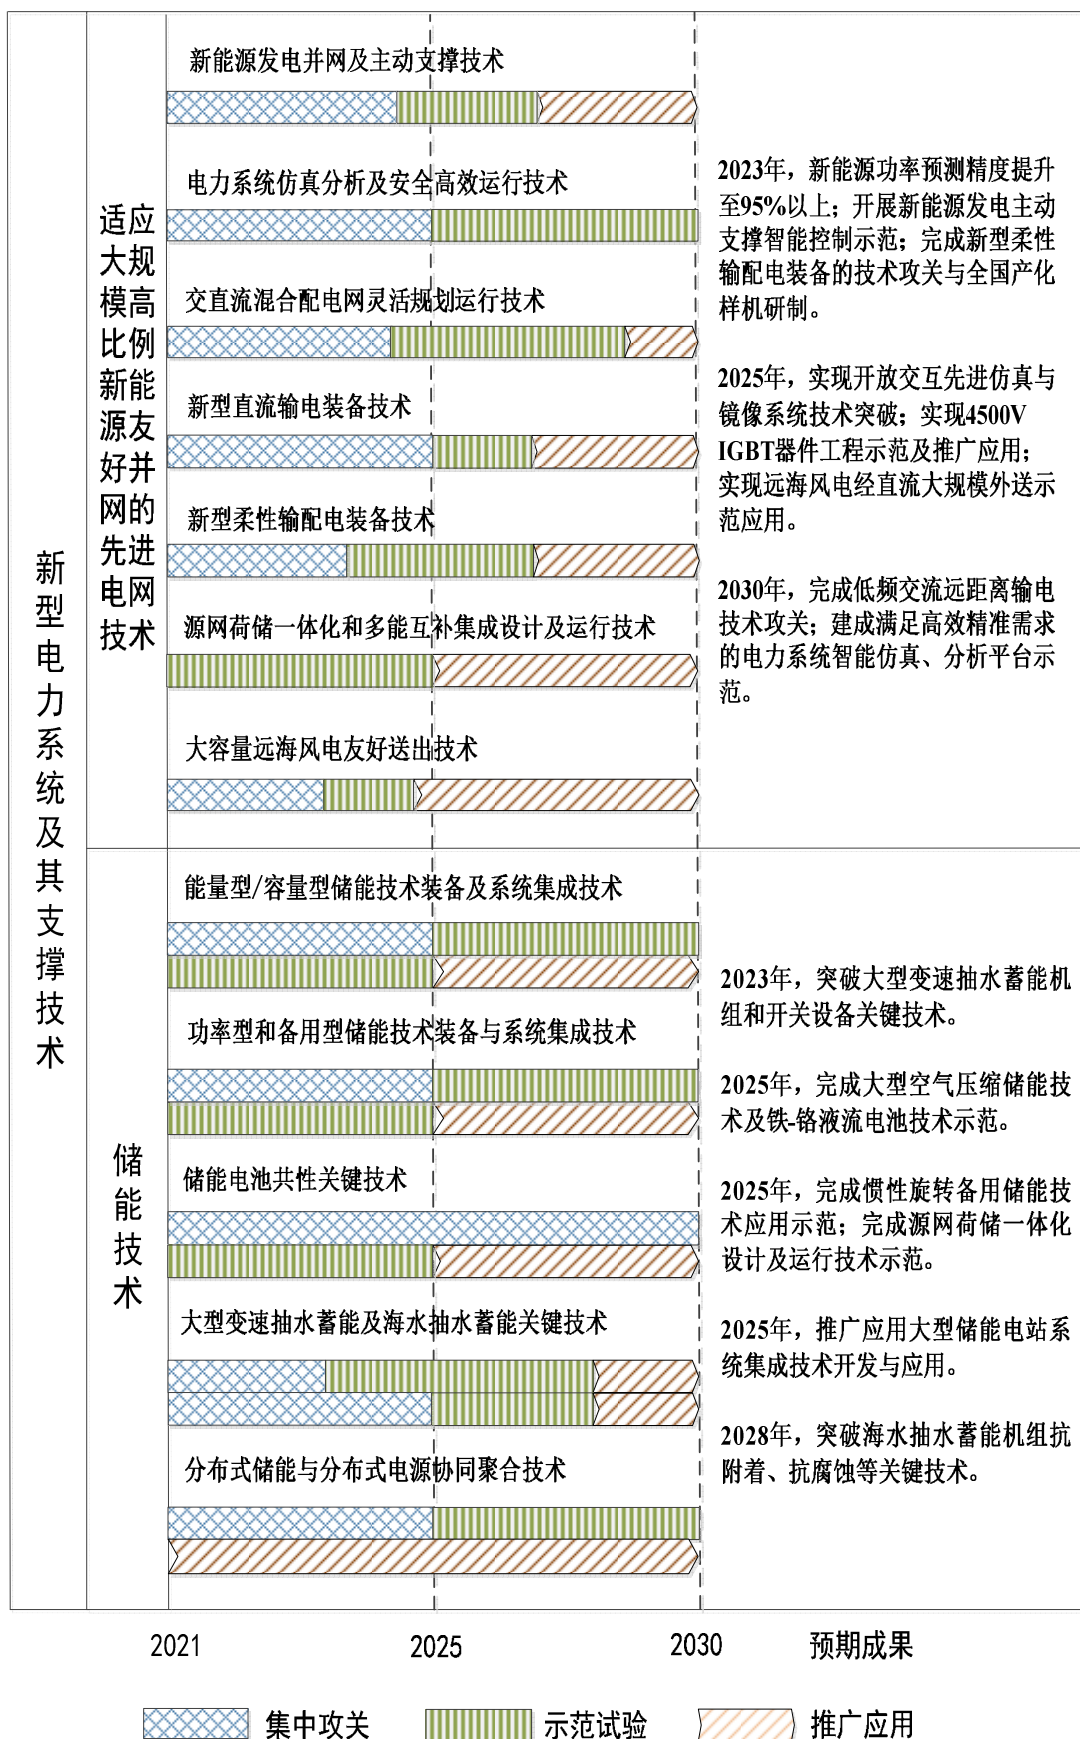 新型电力系统及其支撑技术
适应
大规
模高
比例
新能
源友
好并
网的
先进
电网
技术
新能源发电并网及主动支撑技术
电力系统仿真分析及安全高效运行技术
交直流混合配电网灵活规划运行技术
新型直流输电装备技术
新型柔性输配电装备技术
源网荷储一体化和多能互补集成设计及运行技术
大容量远海风电友好送出技术
2023年，新能源功率预测精度提升
至95%以上；开展新能源发电主动
支撑智能控制示范；完成新型柔性
输配电装备的技术攻关与全国产化
样机研制。
2025年，实现开放交互先进仿真与
镜像系统技术突破；实现4500V
IGBT器件工程示范及推广应用；
实现远海风电经直流大规模外送示
范应用。
2030年，完成低频交流远距离输电
技术攻关；建成满足高效精准需求
的电力系统智能仿真、分析平台示
范。
储能技术
能量型/容量型储能技术装备及系统集成技术
功率型和备用型储能技术装备与系统集成技术
储能电池共性关键技术
大型变速抽水蓄能及海水抽水蓄能关键技术
分布式储能与分布式电源协同聚合技术
2023年，突破大型变速抽水蓄能机
组和开关设备关键技术。
2025年，完成大型空气压缩储能技
术及铁-铬液流电池技术示范。
2025年，完成惯性旋转备用储能技
术应用示范；完成源网荷储一体化
设计及运行技术示范。
2025年，推广应用大型储能电站系
统集成技术开发与应用。
2028年，突破海水抽水蓄能机组抗
附着、抗腐蚀等关键技术。
2021 2025 2030 预期成果
集中攻关 示范试验 推广应用